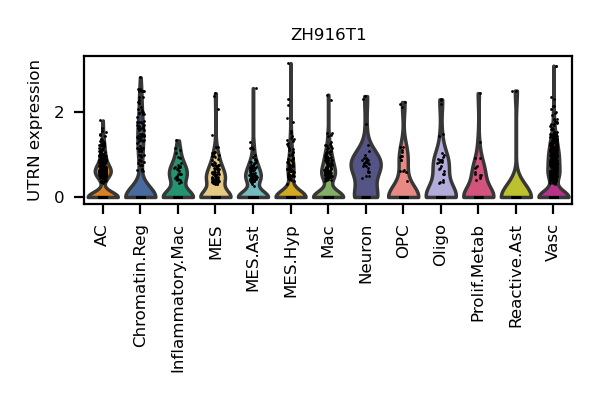 ZH916T1
UTRN expression
2
0
AC
Chromatin.Reg
Inflammatory.Mac
MES
MES.Ast
MES.Hyp
Mac
Neuron
OPC
Oligo
Prolif.Metab
Reactive.Ast
Vasc